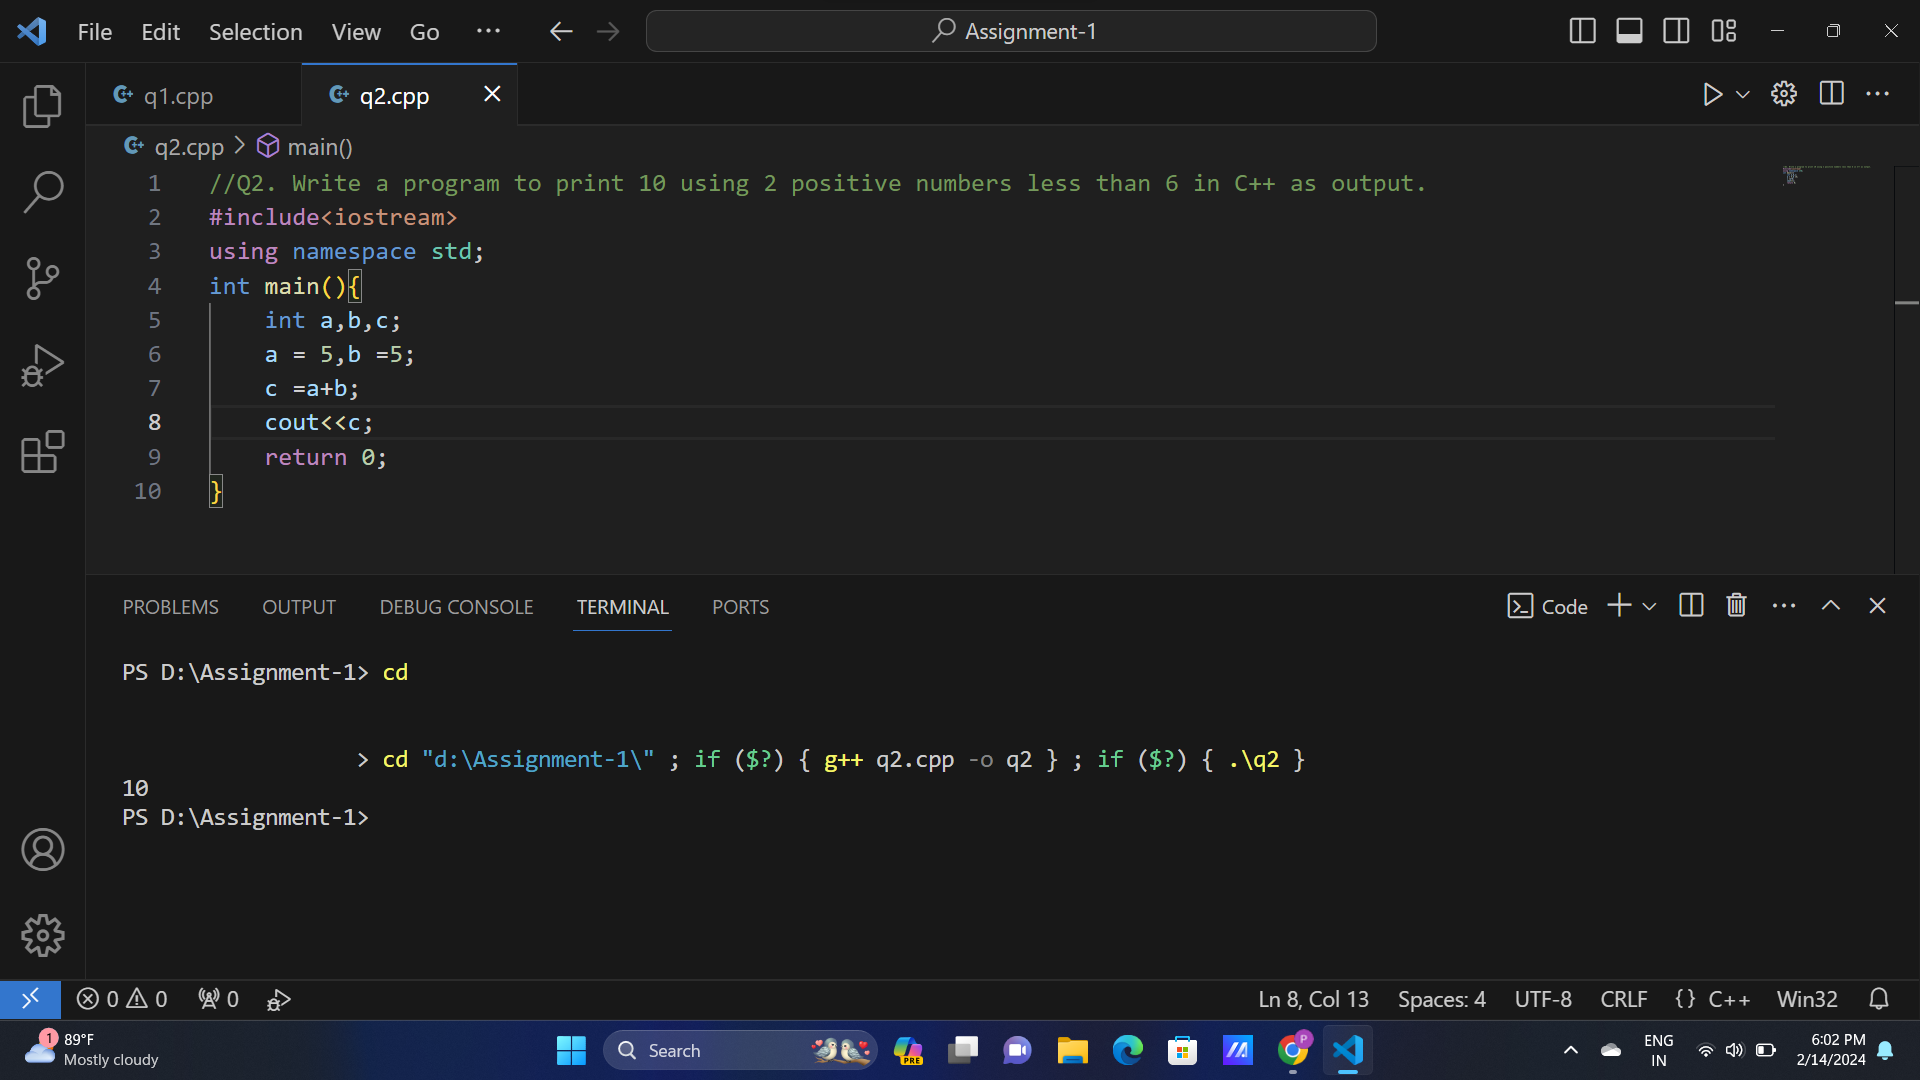 File Edit Selection View Go ··· Assignment-1
q1.cpp q2.cpp
q2.cpp > main()
1 //Q2. Write a program to print 10 using 2 positive numbers less than 6 in C++ as output.
2 #include<iostream>
3 using namespace std;
4 int main(){
5     int a,b,c;
6     a = 5,b =5;
7     c =a+b;
8     cout<<c;
9     return 0;
10 }
PROBLEMS OUTPUT DEBUG CONSOLE TERMINAL PORTS Code
PS D:\Assignment-1> cd
> cd "d:\Assignment-1\" ; if ($?) { g++ q2.cpp -o q2 } ; if ($?) { .\q2 }
10
PS D:\Assignment-1>
0 0 0 Ln 8, Col 13 Spaces: 4 UTF-8 CRLF {} C++ Win32
1 89°F
Mostly cloudy
Search
PRE
P
ENG
IN
6:02 PM
2/14/2024